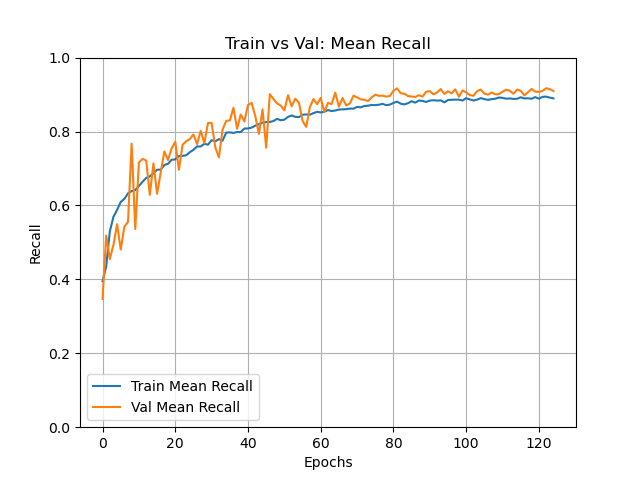 Train vs Val: Mean Recall
1.0
0.8
0.6
0.4
0.2
0.0
Recall
Train Mean Recall
Val Mean Recall
0 20 40 60 80 100 120
Epochs